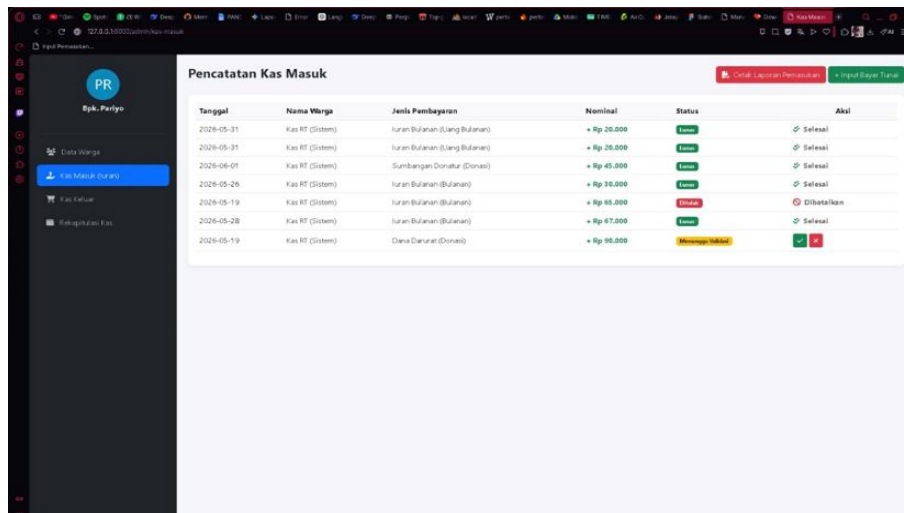 127.0.0.1:8000/admin/kas-masuk
Input Pemasukan...
PR
Bpk. Pariyo
Data Warga
Kas Masuk (Iuran)
Kas Keluar
Rekapitulasi Kas
Pencatatan Kas Masuk
Cetak Laporan Pemasukan
+ Input Bayar Tunai
Tanggal Nama Warga Jenis Pembayaran Nominal Status Aksi
2026-05-31 Kas RT (Sistem) Iuran Bulanan (Uang Bulanan) + Rp 20.000 Lunas Selesai
2026-05-31 Kas RT (Sistem) Iuran Bulanan (Uang Bulanan) + Rp 20.000 Lunas Selesai
2026-06-01 Kas RT (Sistem) Sumbangan Donatur (Donasi) + Rp 45.000 Lunas Selesai
2026-05-26 Kas RT (Sistem) Iuran Bulanan (Bulanan) + Rp 30.000 Lunas Selesai
2026-05-19 Kas RT (Sistem) Iuran Bulanan (Bulanan) + Rp 65.000 Ditolak Dibatalkan
2026-05-28 Kas RT (Sistem) Iuran Bulanan (Bulanan) + Rp 67.000 Lunas Selesai
2026-05-19 Kas RT (Sistem) Dana Darurat (Donasi) + Rp 90.000 Menunggu Validasi